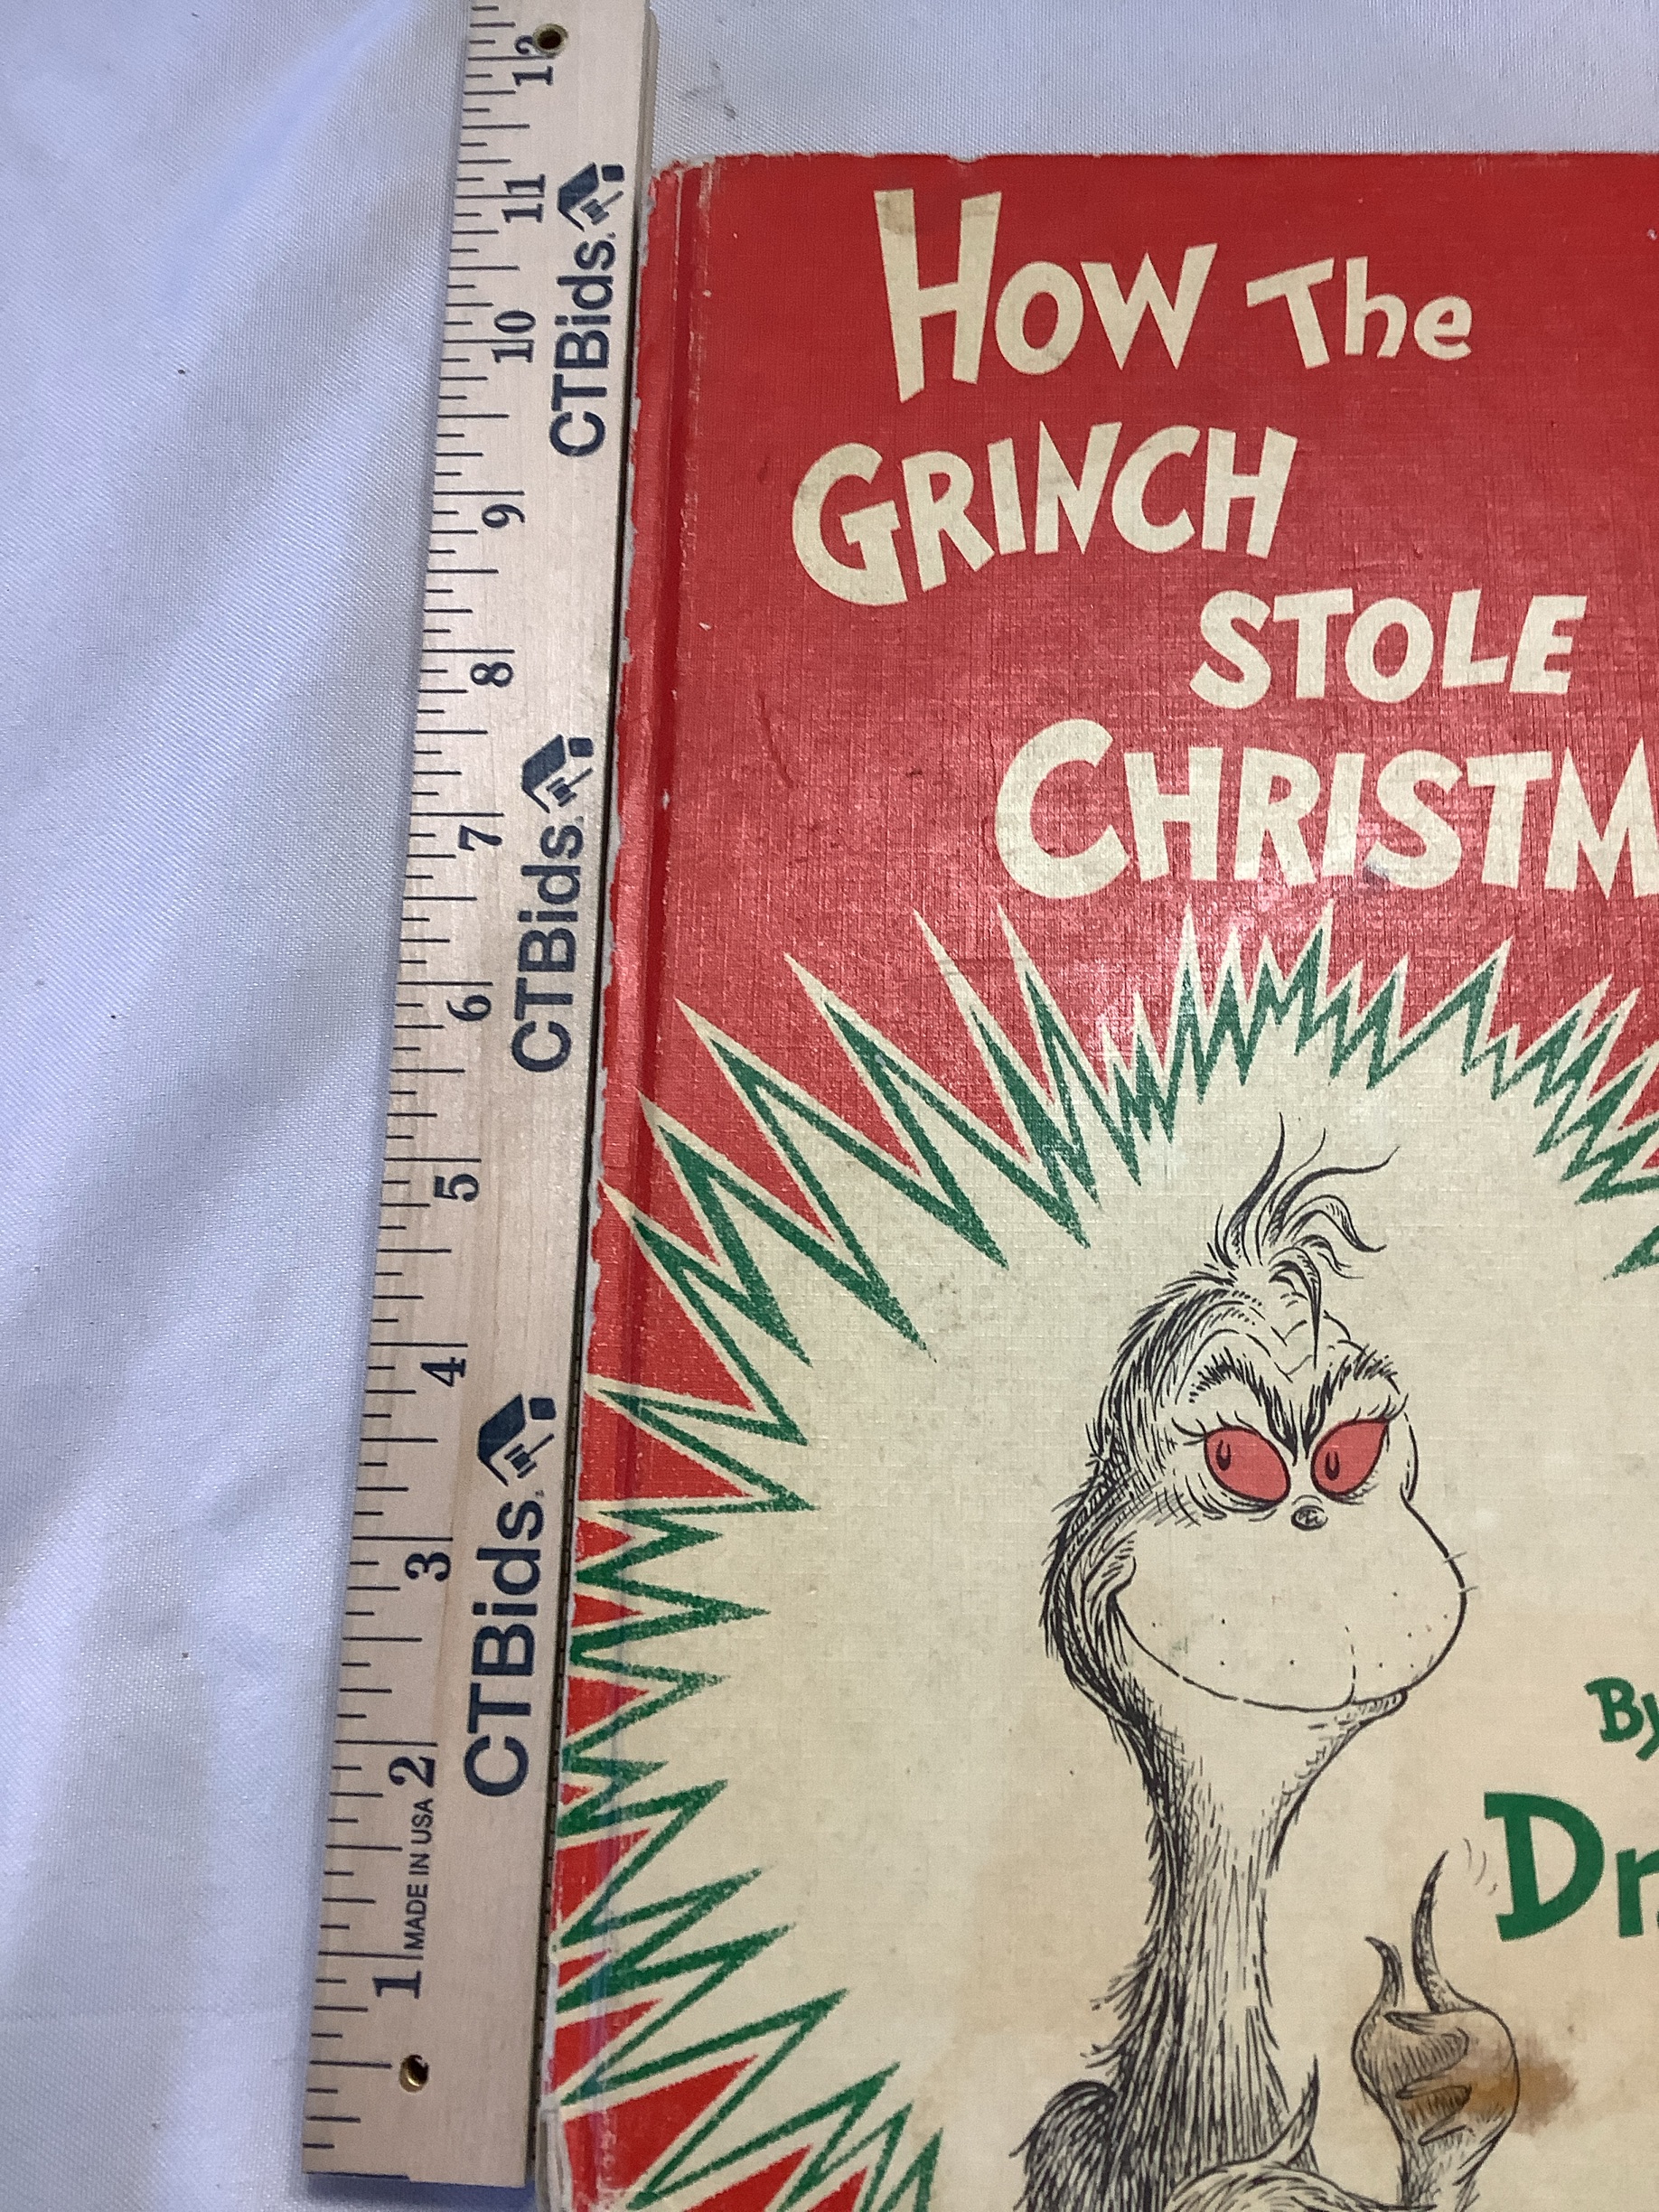 How The
GRINCH
STOLE
CHRISTM
By
Dr.
1 2 3 4 5 6 7 8 9 10 11 12
MADE IN USA
CTBids.
CTBids.
CTBids.